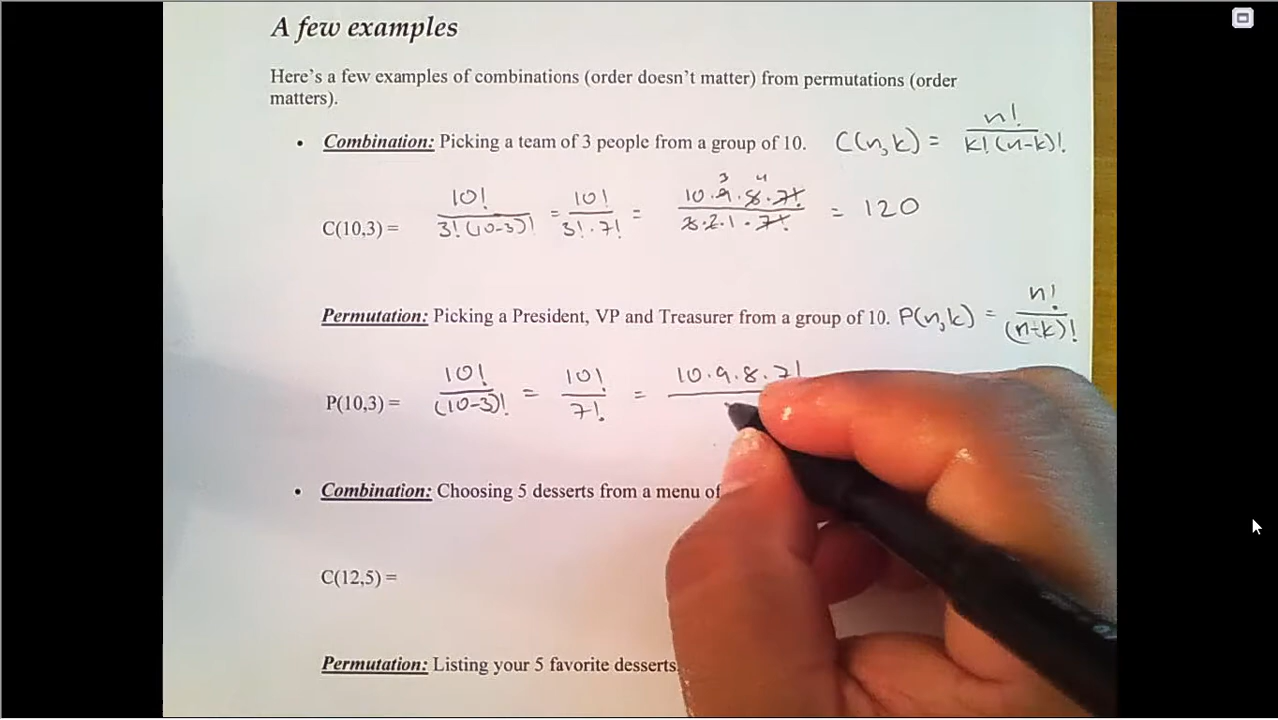 A few examples
Here's a few examples of combinations (order doesn't matter) from permutations (order
matters).
• Combination: Picking a team of 3 people from a group of 10. C(n,k) = n!/k!(n-k)!
3 4
C(10,3) = 10!/3!(10-3)! = 10!/3!·7! = 10·9·8·7!/3·2·1·7! = 120
Permutation: Picking a President, VP and Treasurer from a group of 10. P(n,k) = n!/(n-k)!
P(10,3) = 10!/(10-3)! = 10!/7! = 10·9·8·7!
• Combination: Choosing 5 desserts from a menu of
C(12,5) =
Permutation: Listing your 5 favorite desserts